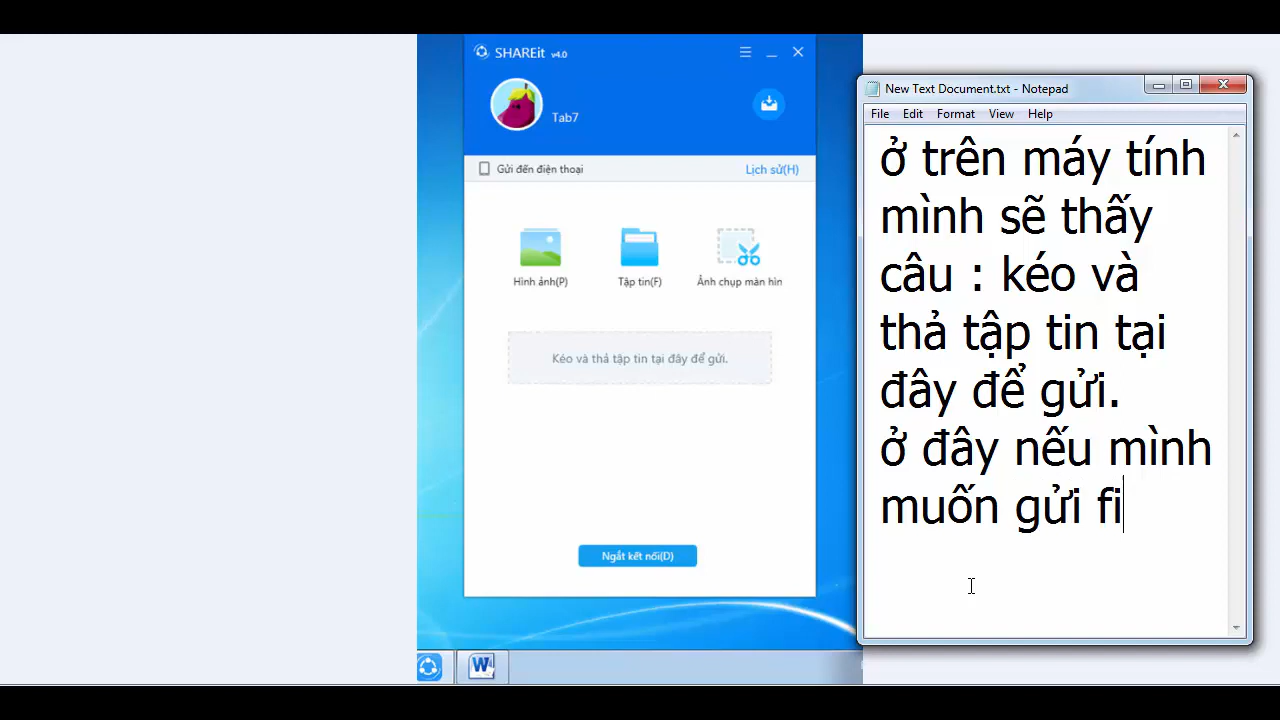 SHAREit v4.0
Tab7
Gửi đến điện thoại
Lịch sử(H)
Hình ảnh(P)
Tập tin(F)
Ảnh chụp màn hìn
Kéo và thả tập tin tại đây để gửi.
Ngắt kết nối(D)
New Text Document.txt - Notepad
File Edit Format View Help
ở trên máy tính
mình sẽ thấy
câu : kéo và
thả tập tin tại
đây để gửi.
ở đây nếu mình
muốn gửi fi
W